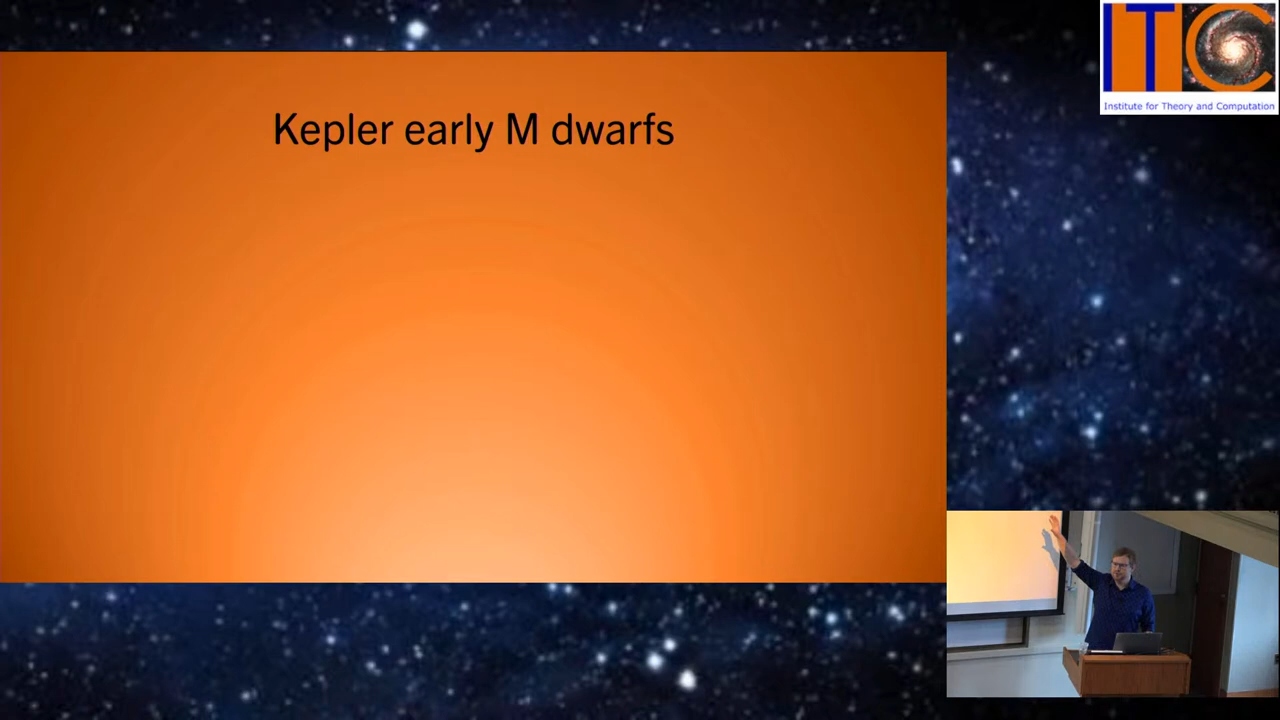 ITC
Institute for Theory and Computation
Kepler early M dwarfs